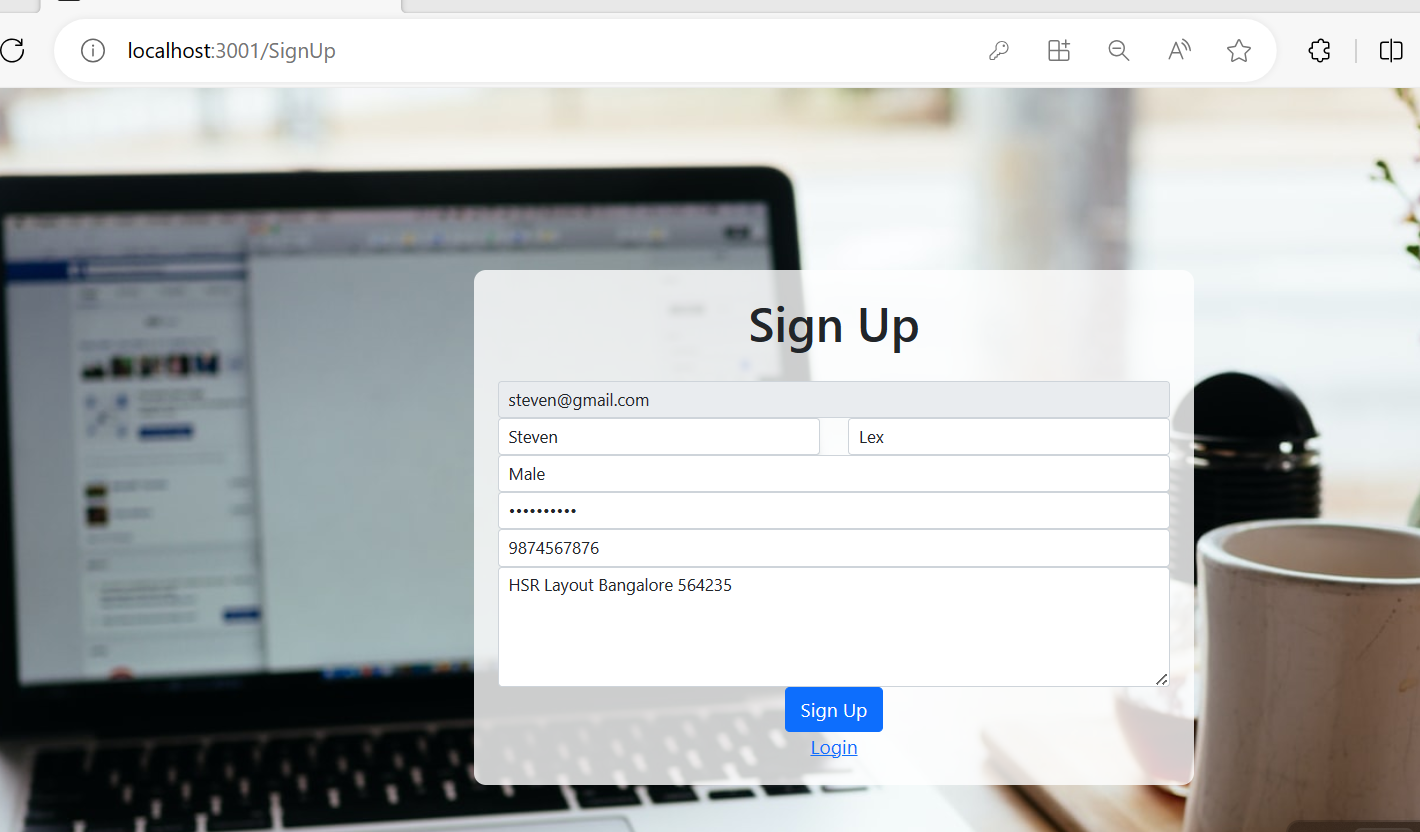 localhost:3001/SignUp
Sign Up
steven@gmail.com
Steven Lex
Male
••••••••••
9874567876
HSR Layout Bangalore 564235
Sign Up
Login